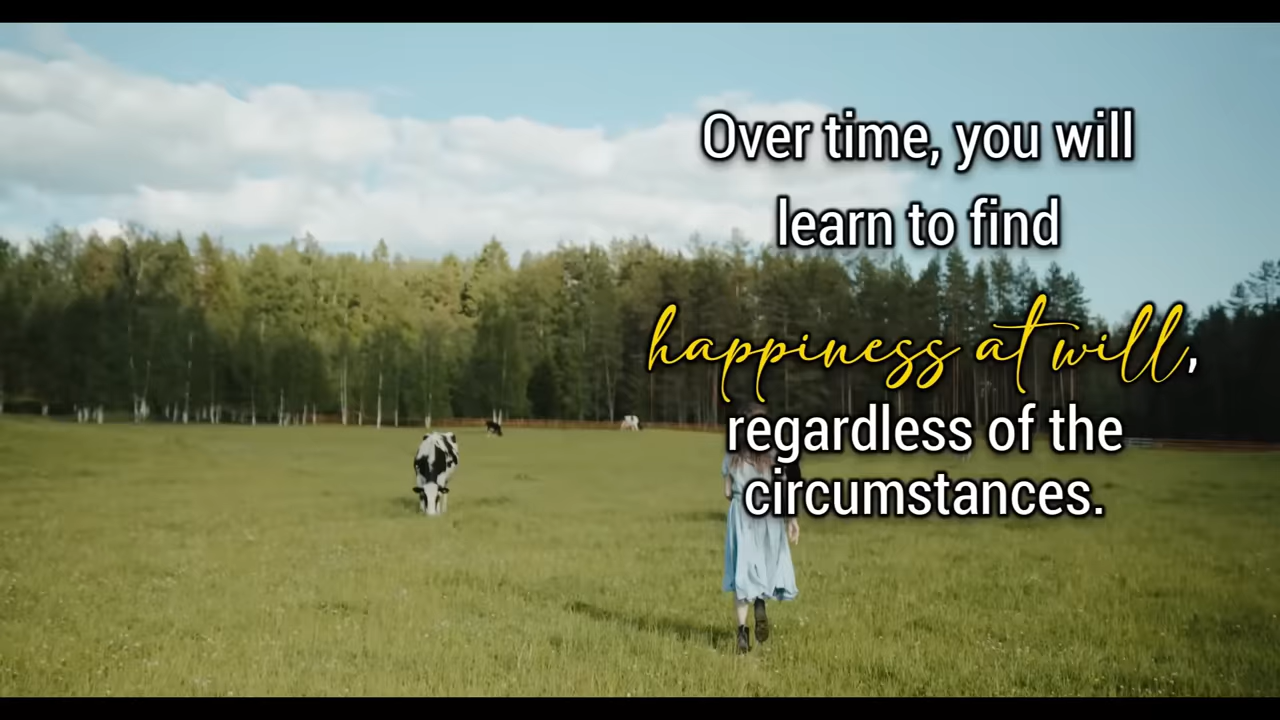 Over time, you will
learn to find
happiness at will,
regardless of the
circumstances.